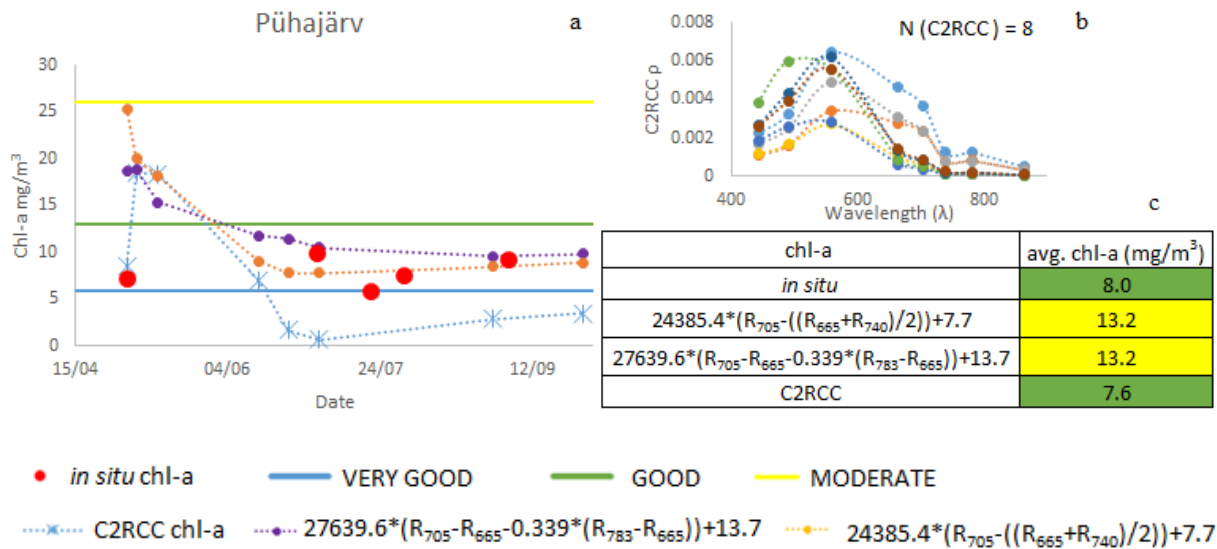 Pühajärv
a
30
25
20
15
10
5
0
Chl-a mg/m³
15/04 04/06 24/07 12/09
Date
b
N (C2RCC) = 8
0.008
0.006
0.004
0.002
0
C2RCC ρ
400 600 800
Wavelength (λ)
c
chl-a avg. chl-a (mg/m³)
in situ 8.0
24385.4*(R₇₀₅-((R₆₆₅+R₇₄₀)/2))+7.7 13.2
27639.6*(R₇₀₅-R₆₆₅-0.339*(R₇₈₃-R₆₆₅))+13.7 13.2
C2RCC 7.6
in situ chl-a VERY GOOD GOOD MODERATE
C2RCC chl-a 27639.6*(R₇₀₅-R₆₆₅-0.339*(R₇₈₃-R₆₆₅))+13.7 24385.4*(R₇₀₅-((R₆₆₅+R₇₄₀)/2))+7.7